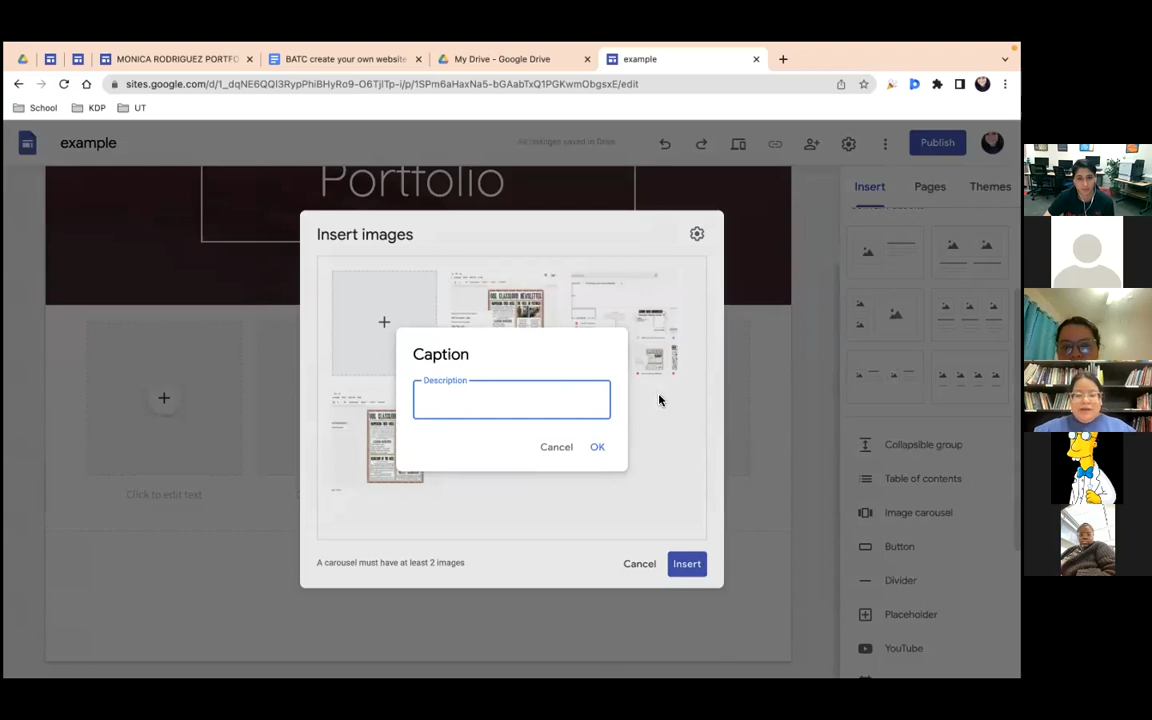 MONICA RODRIGUEZ PORTFO
BATC create your own website
My Drive - Google Drive
example
sites.google.com/d/1_dqNE6QQI3RypPhiBHyRo9-O6TjlTp-i/p/1SPm6aHaxNa5-bGAabTxQ1PGKwmObgsxE/edit
School
KDP
UT
example
Publish
Portfolio
Insert
Pages
Themes
Insert images
Caption
Description
Cancel
OK
Click to edit text
A carousel must have at least 2 images
Cancel
Insert
Collapsible group
Table of contents
Image carousel
Button
Divider
Placeholder
YouTube